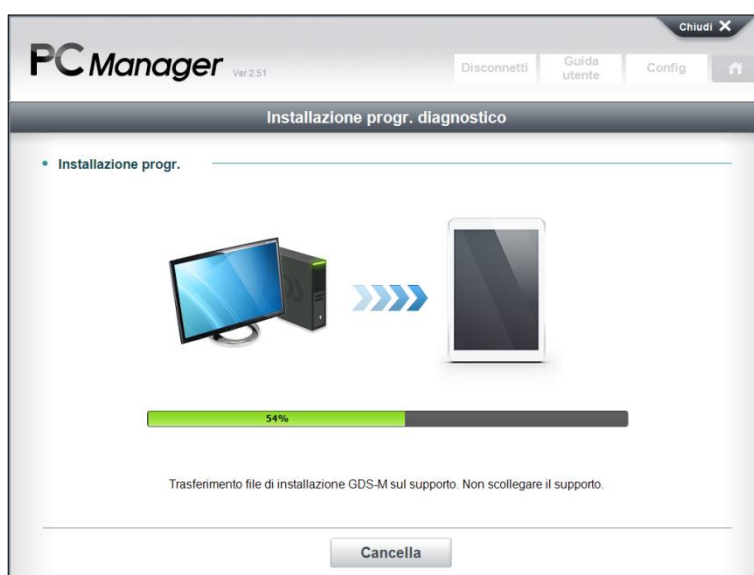 Chiudi X
PC Manager Ver 2.51
Disconnetti
Guida
utente
Config
Installazione progr. diagnostico
• Installazione progr.
54%
Trasferimento file di installazione GDS-M sul supporto. Non scollegare il supporto.
Cancella